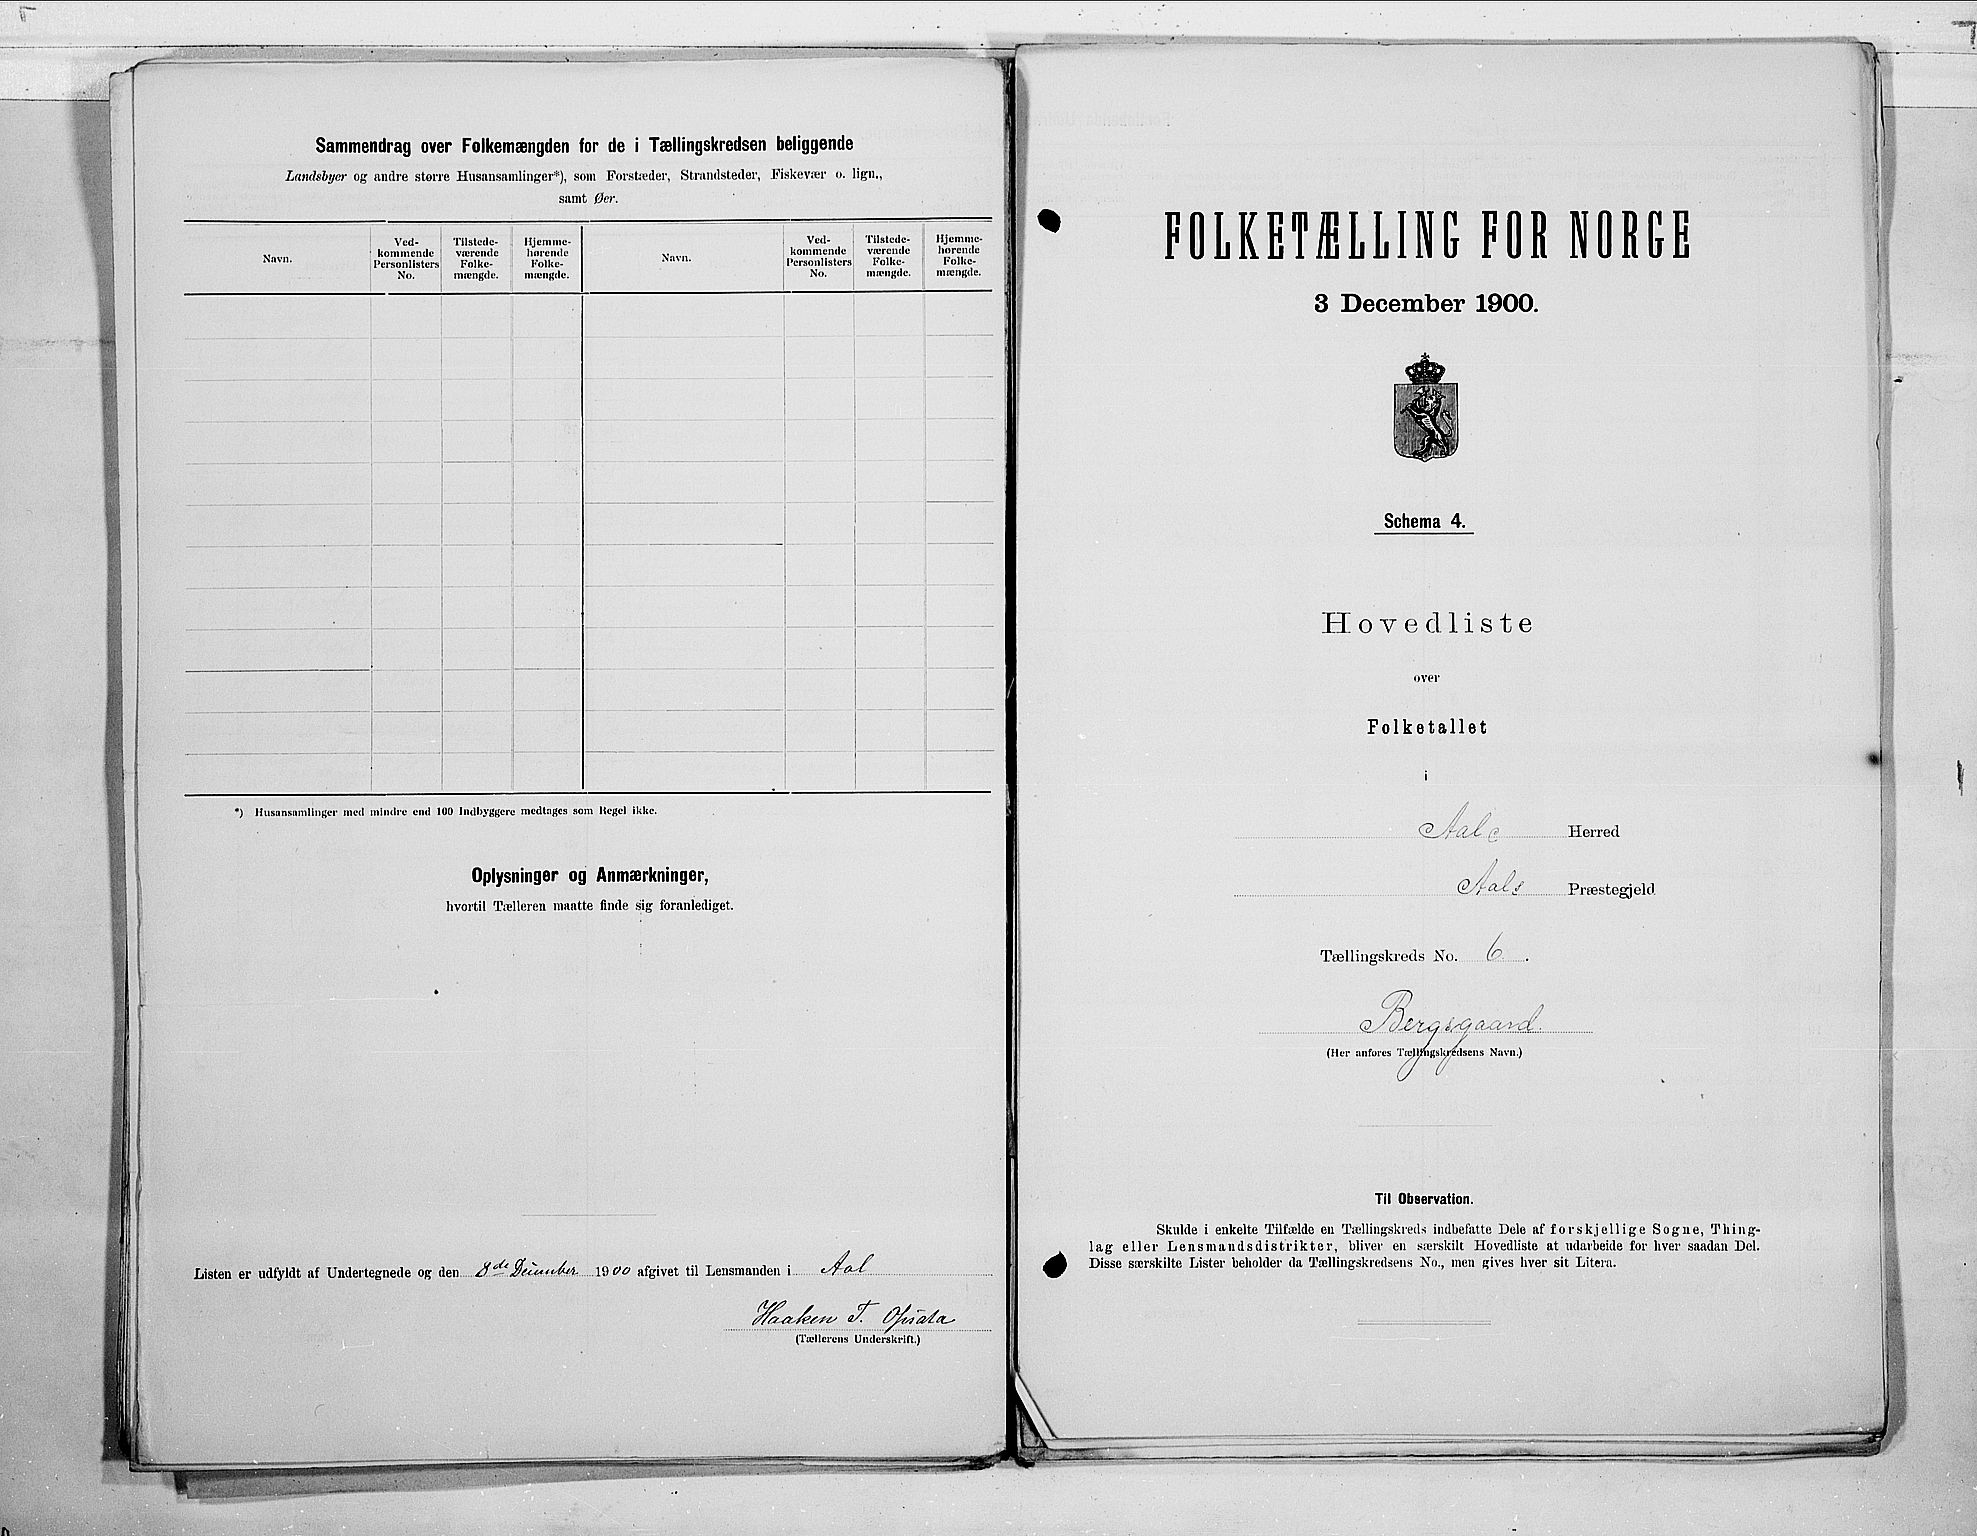 Sammendrag over Folkemængden for de i Tællingskredsen beliggende
Landsbyer og andre større Husansamlinger*), som Forstæder, Strandsteder, Fiskevær o. lign.,
samt Øer.
Navn.
Ved-
kommende
Personlisters
No.
Tilstede-
værende
Folke-
mængde.
Hjemme-
hørende
Folke-
mængde.
Navn.
Ved-
kommende
Personlisters
No.
Tilstede-
værende
Folke-
mængde.
Hjemme-
hørende
Folke-
mængde.
*) Husansamlinger med mindre end 100 Indbyggere medtages som Regel ikke.
Oplysninger og Anmærkninger,
hvortil Tælleren maatte finde sig foranlediget.
Listen er udfyldt af Undertegnede og den 8de December 1900 afgivet til Lensmanden i Aal
Haaken T. Opsata
(Tællerens Underskrift.)
FOLKETÆLLING FOR NORGE
3 December 1900.
Schema 4.
Hovedliste
over
Folketallet
i
Aals Herred
Aals Præstegjeld
Tællingskreds No. 6.
Bergsgaard.
(Her anføres Tællingskredsens Navn.)
Til Observation.
Skulde i enkelte Tilfælde en Tællingskreds indbefatte Dele af forskjellige Sogne, Thing-
lag eller Lensmandsdistrikter, bliver en særskilt Hovedliste at udarbeide for hver saadan Del.
Disse særskilte Lister beholder da Tællingskredsens No., men gives hver sit Litera.